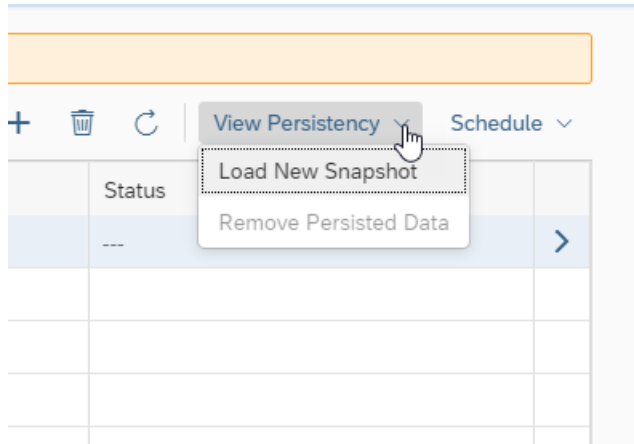 View Persistency
Schedule
Load New Snapshot
Status
Remove Persisted Data
---